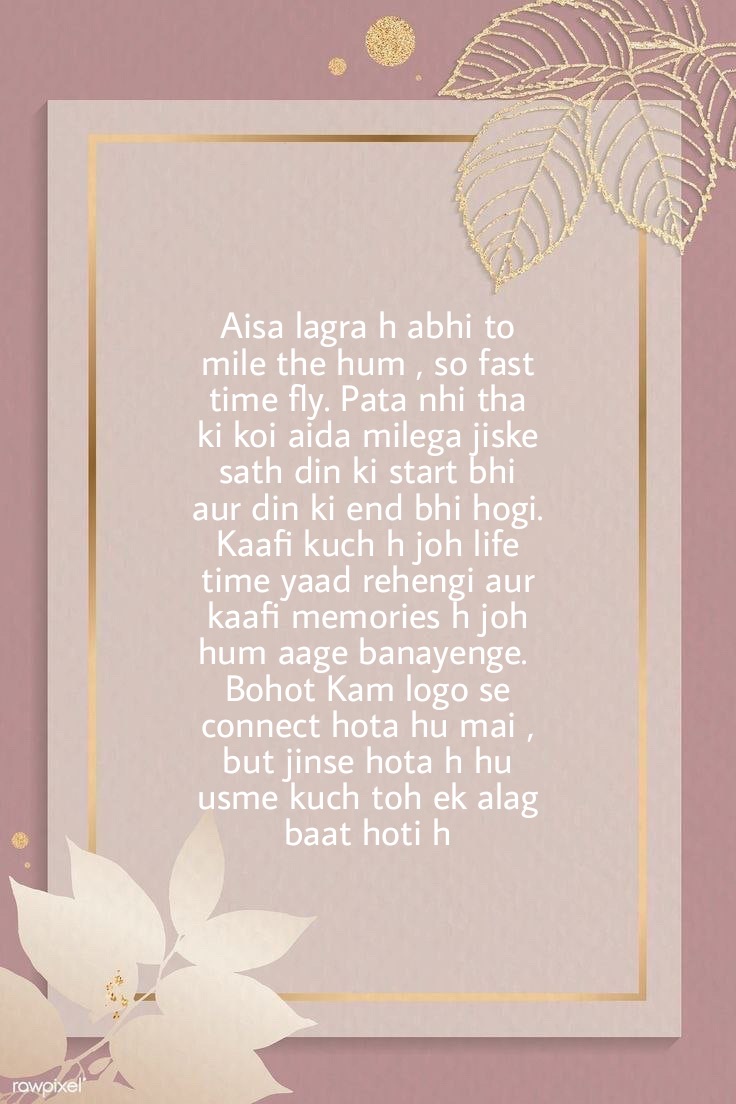 Aisa lagra h abhi to
mile the hum , so fast
time fly. Pata nhi tha
ki koi aida milega jiske
sath din ki start bhi
aur din ki end bhi hogi.
Kaafi kuch h joh life
time yaad rehengi aur
kaafi memories h joh
hum aage banayenge.
Bohot Kam logo se
connect hota hu mai ,
but jinse hota h hu
usme kuch toh ek alag
baat hoti h
rawpixel